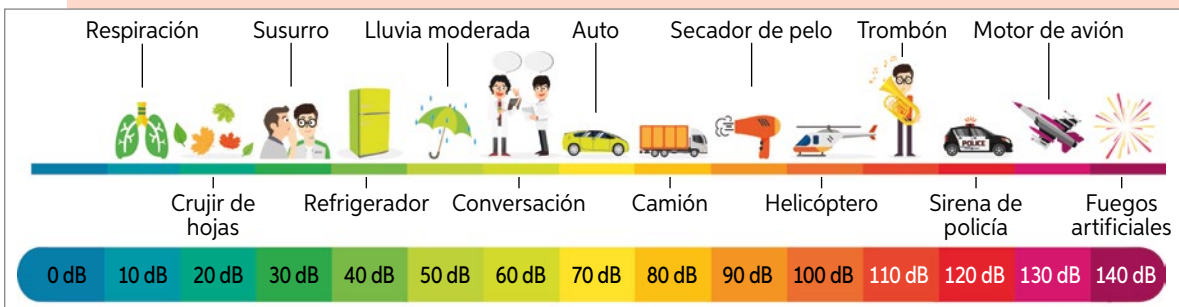 Respiración Susurro Lluvia moderada Auto Secador de pelo Trombón Motor de avión
POLICE
Crujir de hojas Refrigerador Conversación Camión Helicóptero Sirena de policía Fuegos artificiales
0 dB 10 dB 20 dB 30 dB 40 dB 50 dB 60 dB 70 dB 80 dB 90 dB 100 dB 110 dB 120 dB 130 dB 140 dB